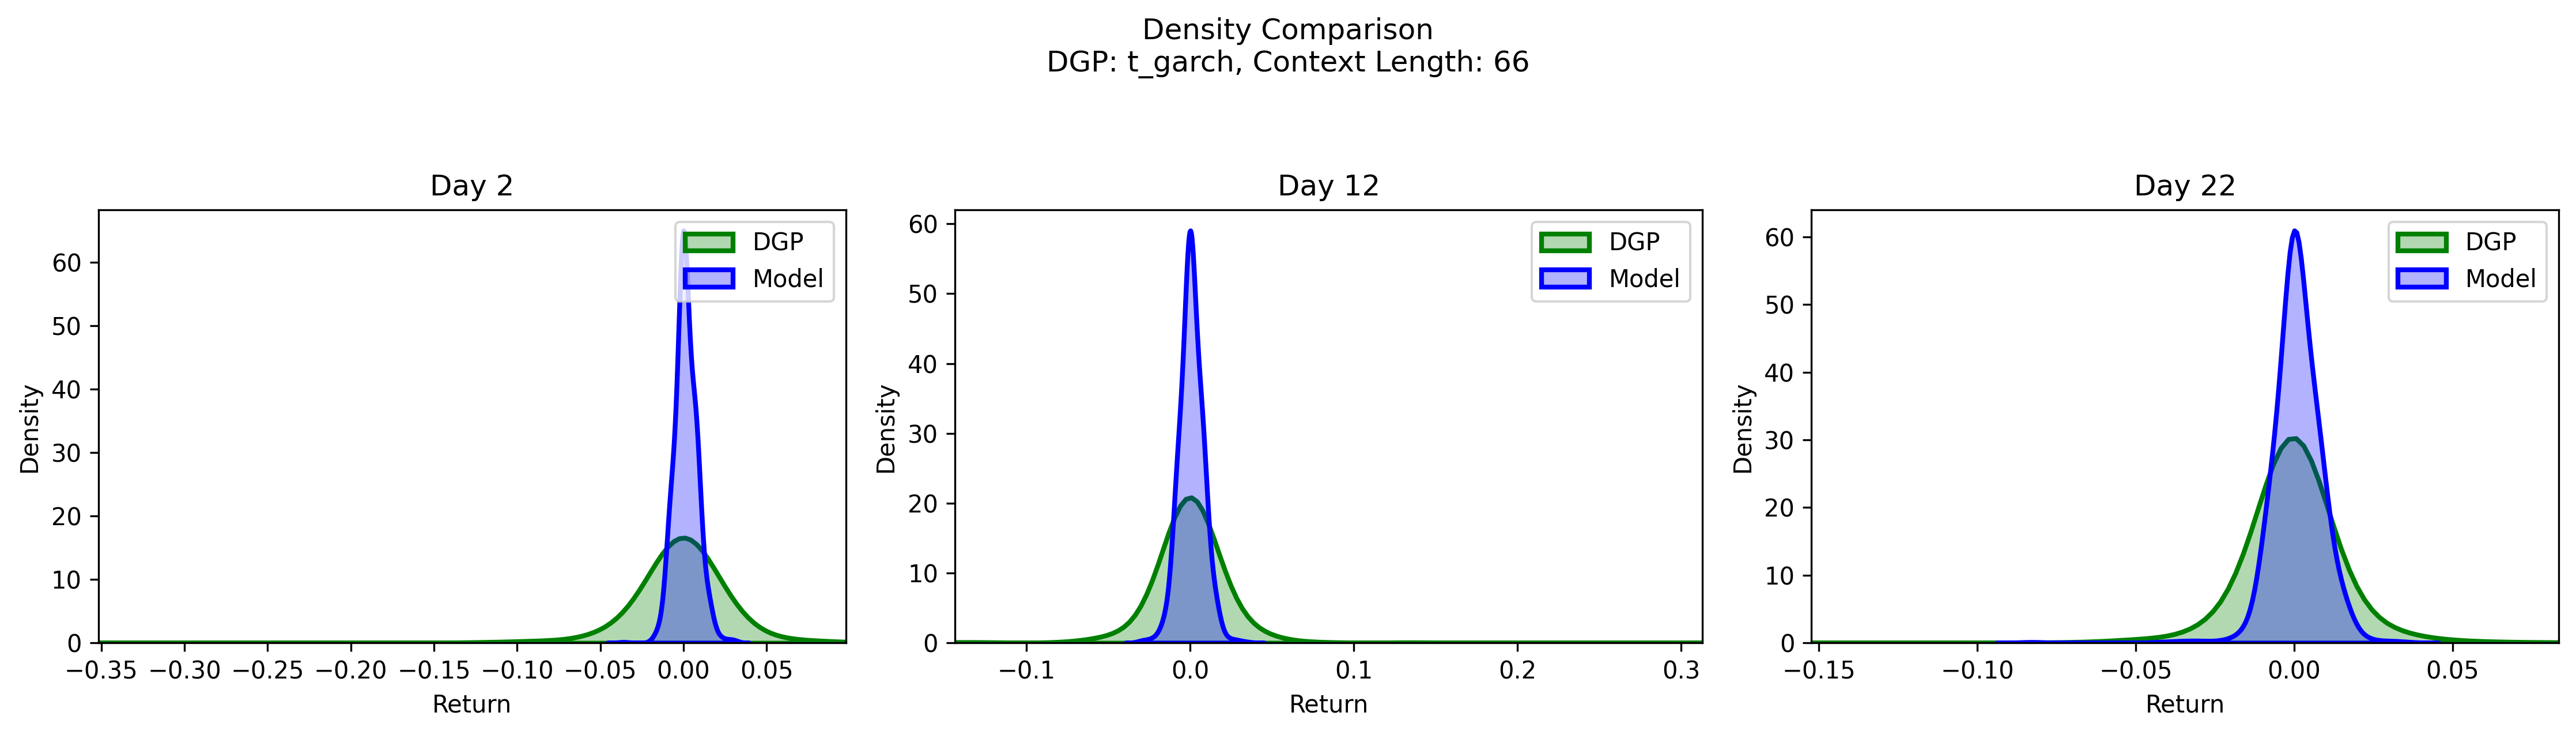 Density Comparison
DGP: t_garch, Context Length: 66
Day 2
Density
60
50
40
30
20
10
0
−0.35 −0.30 −0.25 −0.20 −0.15 −0.10 −0.05 0.00 0.05
Return
DGP
Model
Day 12
Density
60
50
40
30
20
10
0
−0.1 0.0 0.1 0.2 0.3
Return
DGP
Model
Day 22
Density
60
50
40
30
20
10
0
−0.15 −0.10 −0.05 0.00 0.05
Return
DGP
Model